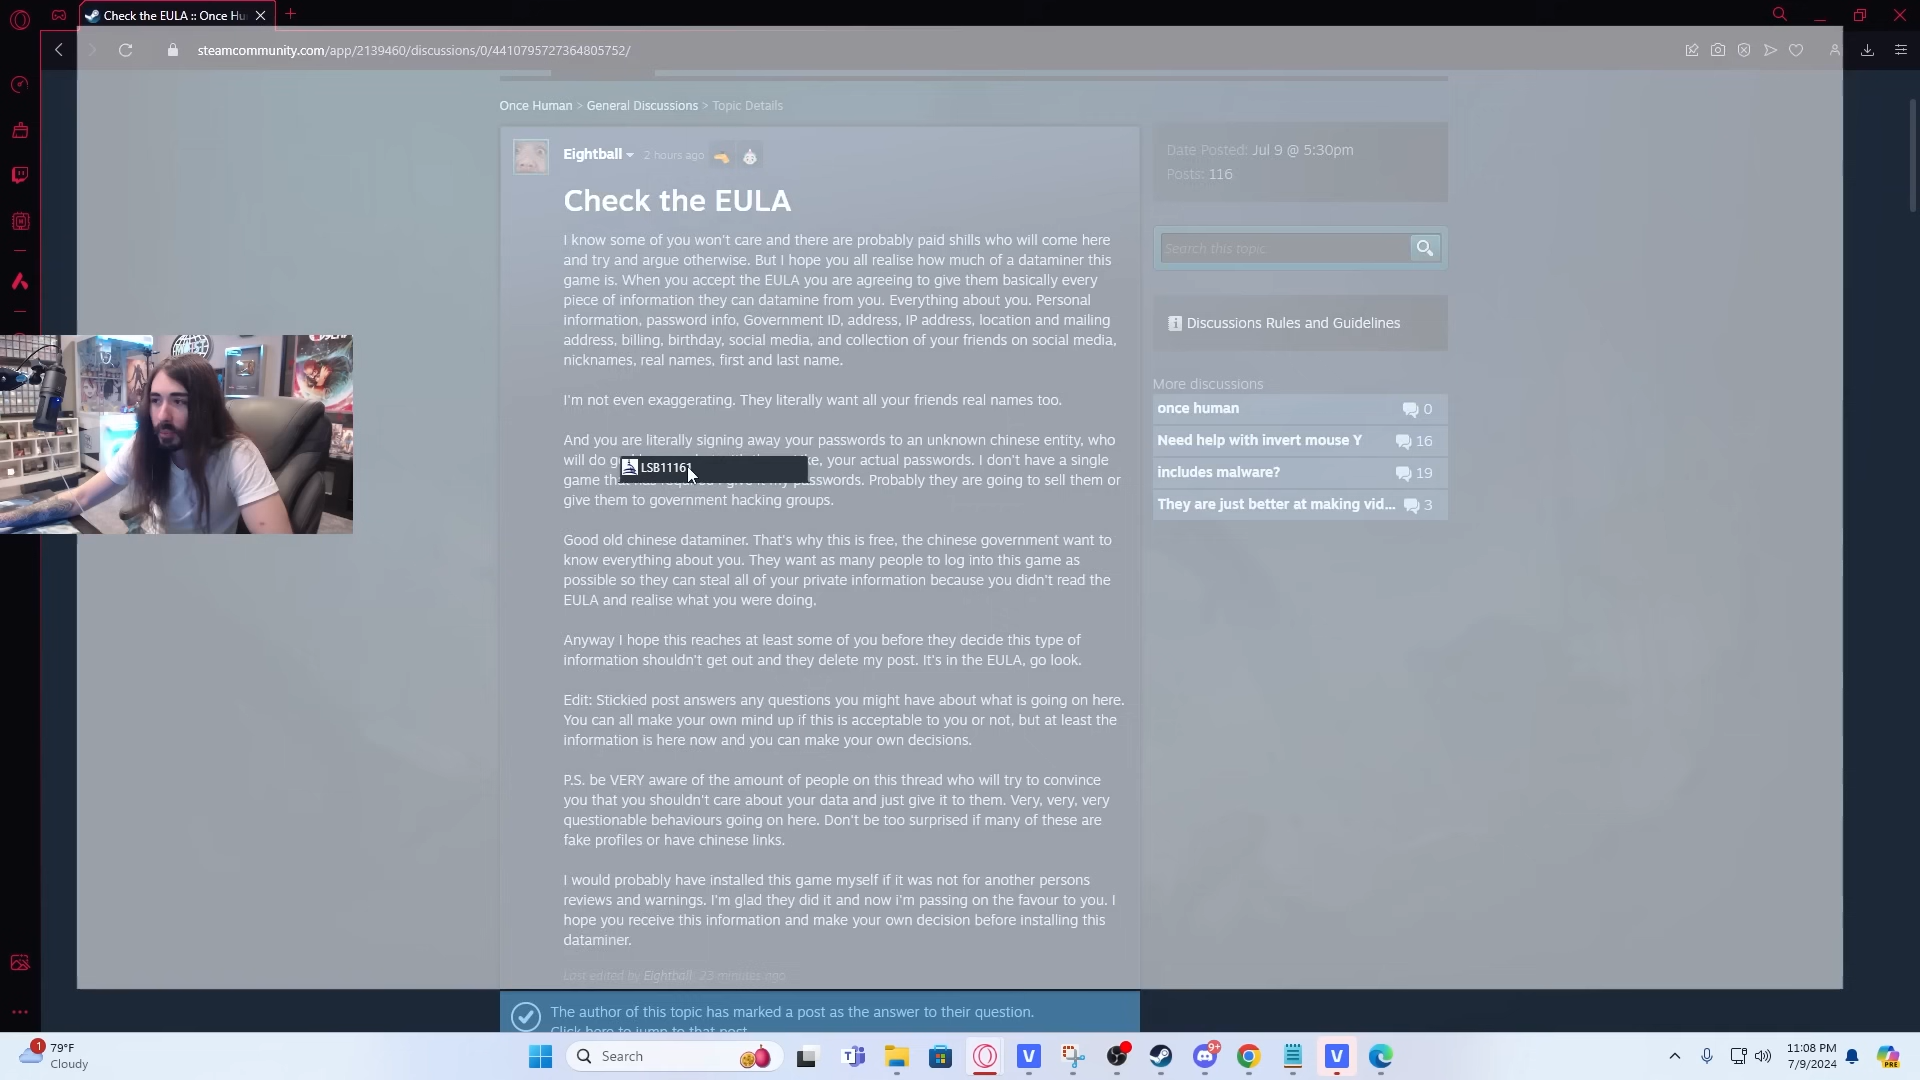 Check the EULA :: Once Hu
steamcommunity.com/app/2139460/discussions/0/4410795727364805752/
Once Human > General Discussions > Topic Details
Eightball 2 hours ago
Check the EULA
I know some of you won't care and there are probably paid shills who will come here
and try and argue otherwise. But I hope you all realise how much of a dataminer this
game is. When you accept the EULA you are agreeing to give them basically every
piece of information they can datamine from you. Everything about you. Personal
information, password info, Government ID, address, IP address, location and mailing
address, billing, birthday, social media, and collection of your friends on social media,
nicknames, real names, first and last name.
I'm not even exaggerating. They literally want all your friends real names too.
And you are literally signing away your passwords to an unknown chinese entity, who
will do your actual passwords. I don't have a single
game passwords. Probably they are going to sell them or
give them to government hacking groups.
LSB11161
Good old chinese dataminer. That's why this is free, the chinese government want to
know everything about you. They want as many people to log into this game as
possible so they can steal all of your private information because you didn't read the
EULA and realise what you were doing.
Anyway I hope this reaches at least some of you before they decide this type of
information shouldn't get out and they delete my post. It's in the EULA, go look.
Edit: Stickied post answers any questions you might have about what is going on here.
You can all make your own mind up if this is acceptable to you or not, but at least the
information is here now and you can make your own decisions.
P.S. be VERY aware of the amount of people on this thread who will try to convince
you that you shouldn't care about your data and just give it to them. Very, very, very
questionable behaviours going on here. Don't be too surprised if many of these are
fake profiles or have chinese links.
I would probably have installed this game myself if it was not for another persons
reviews and warnings. I'm glad they did it and now i'm passing on the favour to you. I
hope you receive this information and make your own decision before installing this
dataminer.
Last edited by Eightball; 23 minutes ago
The author of this topic has marked a post as the answer to their question.
Click here to jump to that post.
Date Posted: Jul 9 @ 5:30pm
Posts: 116
Search this topic
Discussions Rules and Guidelines
More discussions
once human 0
Need help with invert mouse Y 16
includes malware? 19
They are just better at making vid... 3
1
79°F
Cloudy
Search
9+
11:08 PM
7/9/2024
PRE